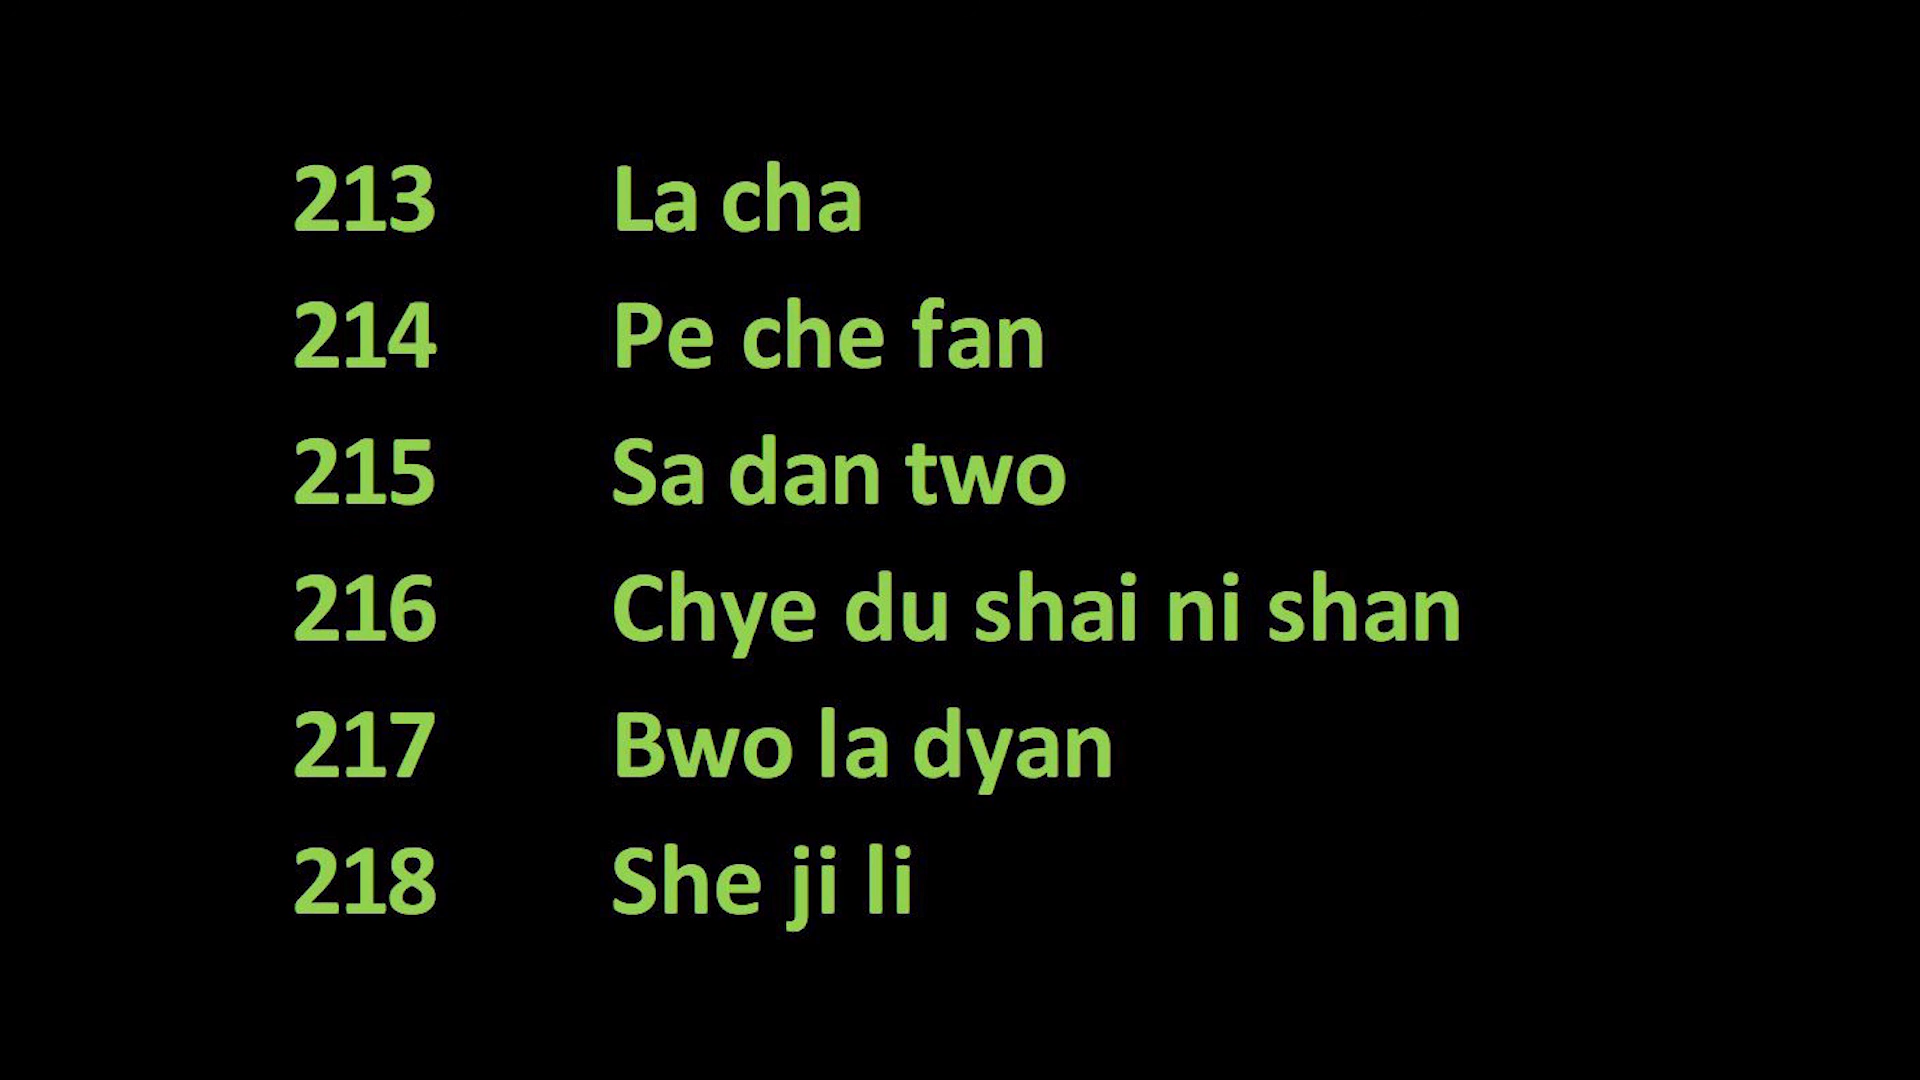 213 La cha
214 Pe che fan
215 Sa dan two
216 Chye du shai ni shan
217 Bwo la dyan
218 She ji li